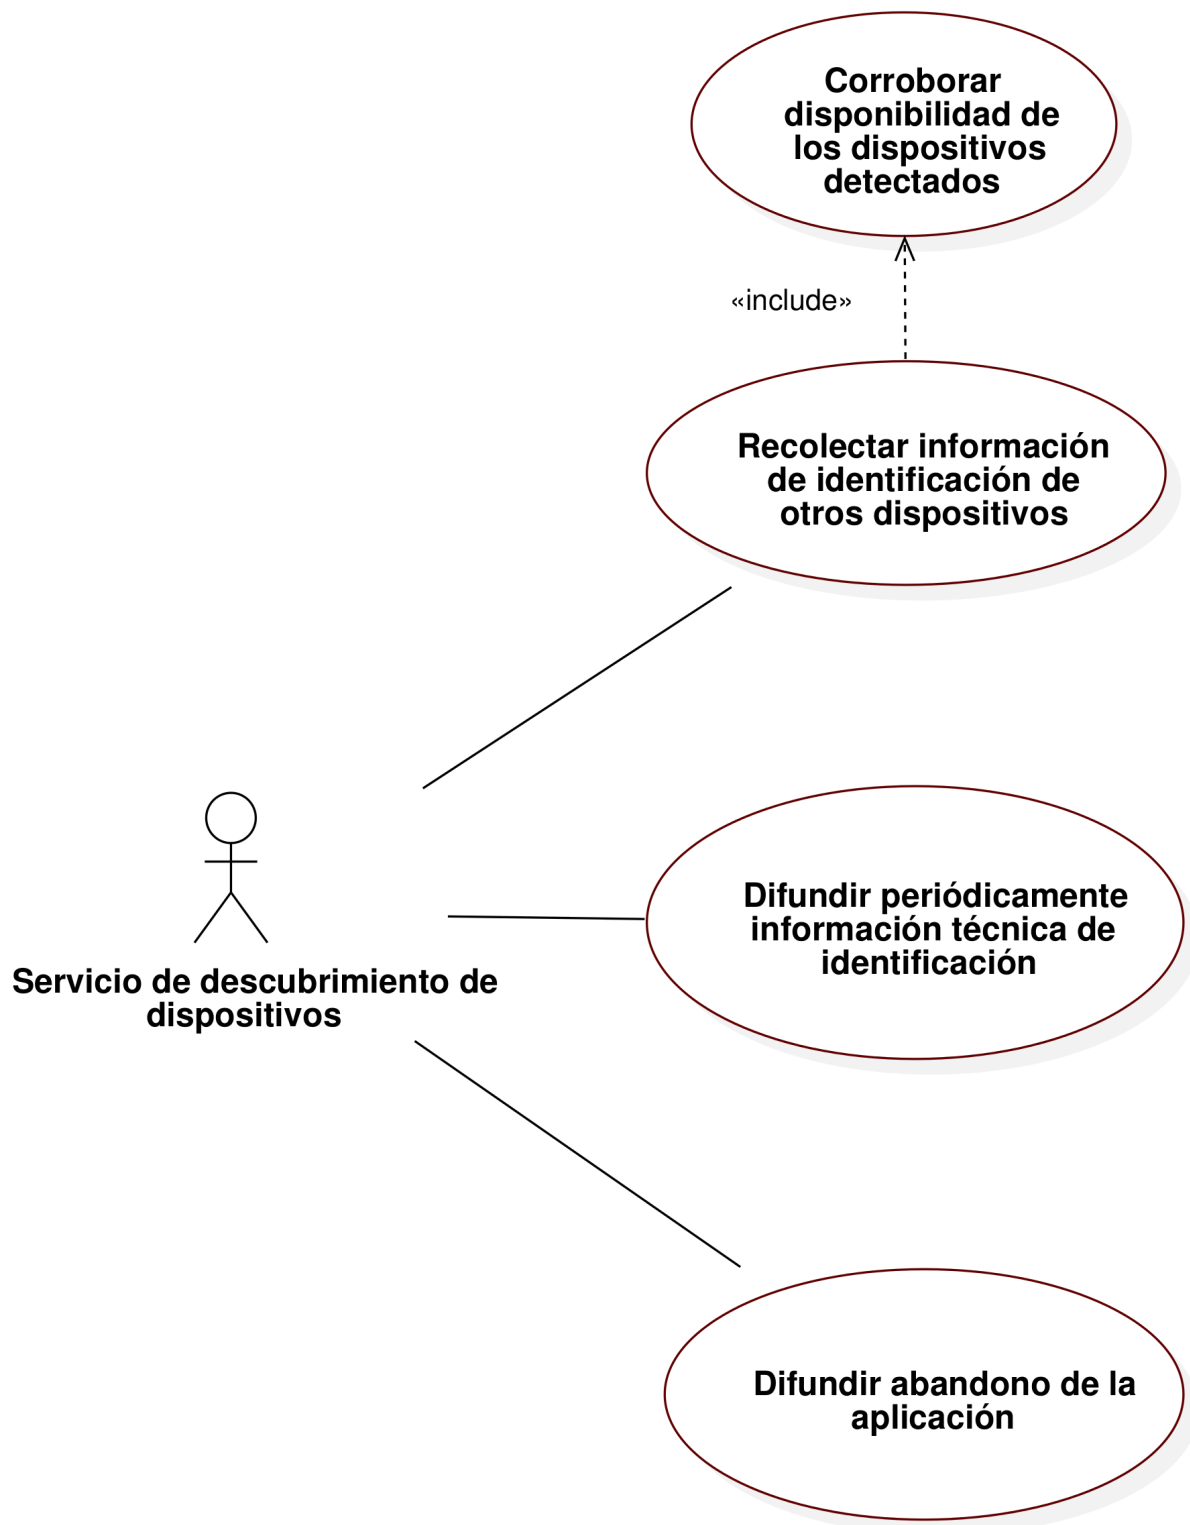 Corroborar
disponibilidad de
los dispositivos
detectados
«include»
Recolectar información
de identificación de
otros dispositivos
Difundir periódicamente
información técnica de
identificación
Servicio de descubrimiento de
dispositivos
Difundir abandono de la
aplicación